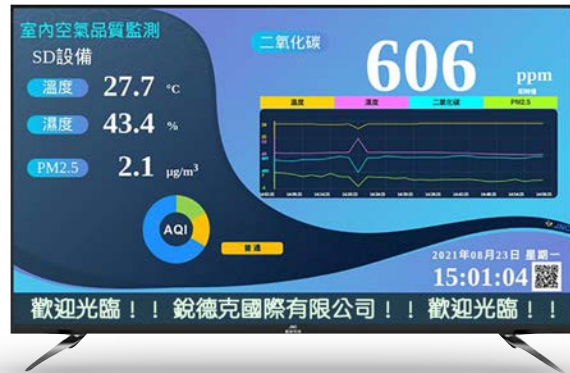 室內空氣品質監測
SD設備
溫度 27.7 °C
濕度 43.4 %
PM2.5 2.1 μg/m³
二氧化碳
606 ppm
溫度 濕度 二氧化碳 PM2.5
AQI
普通
2021年08月23日 星期一
15:01:04
歡迎光臨！！ 銳德克國際有限公司！！ 歡迎光臨！！